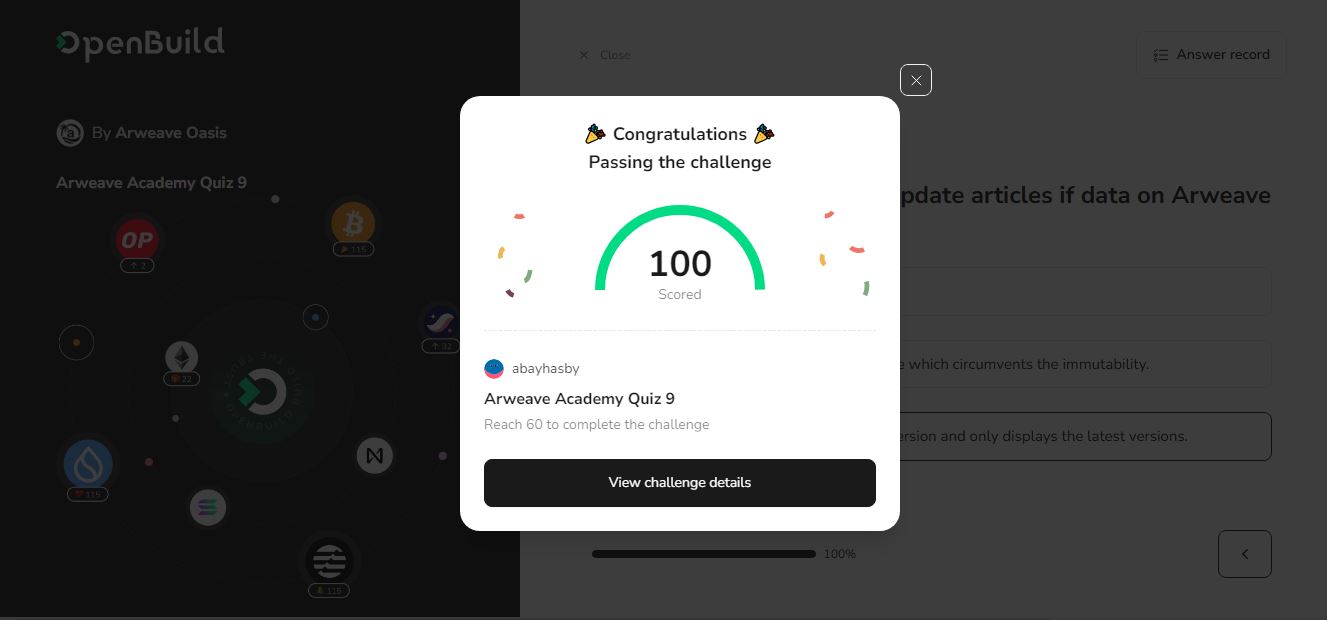 OpenBuild
× Close
Answer record
By Arweave Oasis
Arweave Academy Quiz 9
Congratulations
Passing the challenge
100
Scored
abayhasby
Arweave Academy Quiz 9
Reach 60 to complete the challenge
View challenge details
pdate articles if data on Arweave
e which circumvents the immutability.
ersion and only displays the latest versions.
100%
OP
2
115
32
22
115
115